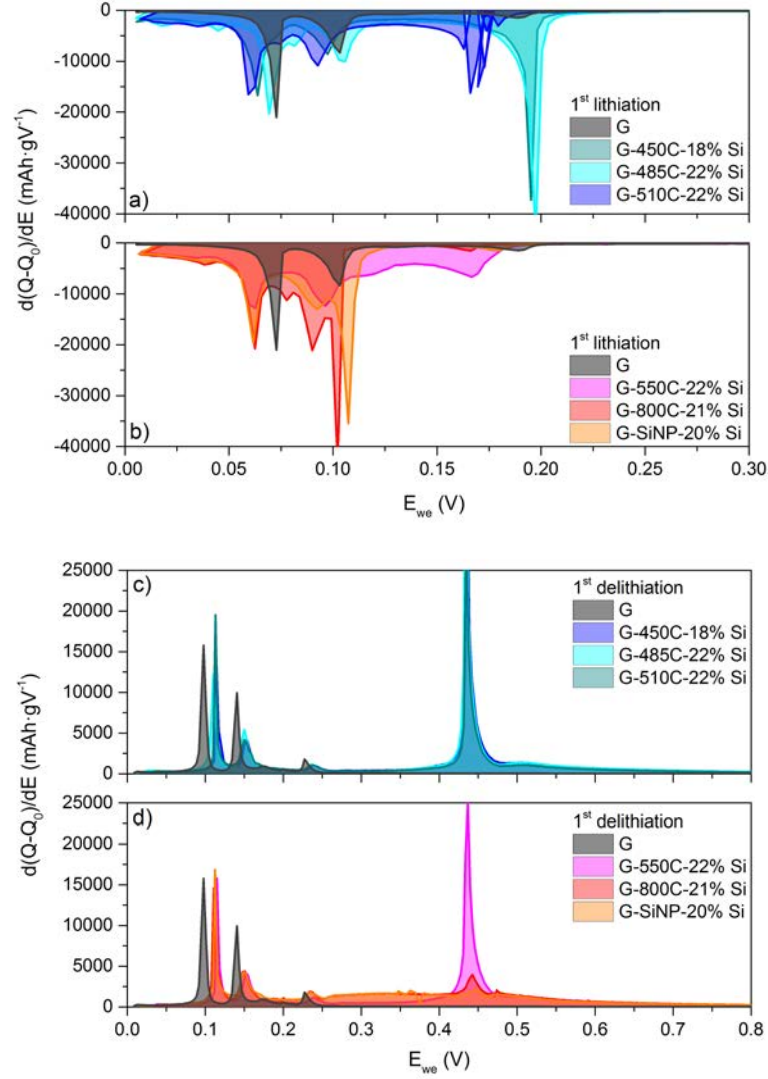 0
-10000
-20000
-30000
-40000
a)
1st lithiation
G
G-450C-18% Si
G-485C-22% Si
G-510C-22% Si
d(Q-Q0)/dE (mAh·gV-1)
0
-10000
-20000
-30000
-40000
b)
1st lithiation
G
G-550C-22% Si
G-800C-21% Si
G-SiNP-20% Si
0.00 0.05 0.10 0.15 0.20 0.25 0.30
Ewe (V)
25000
20000
15000
10000
5000
0
c)
1st delithiation
G
G-450C-18% Si
G-485C-22% Si
G-510C-22% Si
d(Q-Q0)/dE (mAh·gV-1)
25000
20000
15000
10000
5000
0
d)
1st delithiation
G
G-550C-22% Si
G-800C-21% Si
G-SiNP-20% Si
0.0 0.1 0.2 0.3 0.4 0.5 0.6 0.7 0.8
Ewe (V)